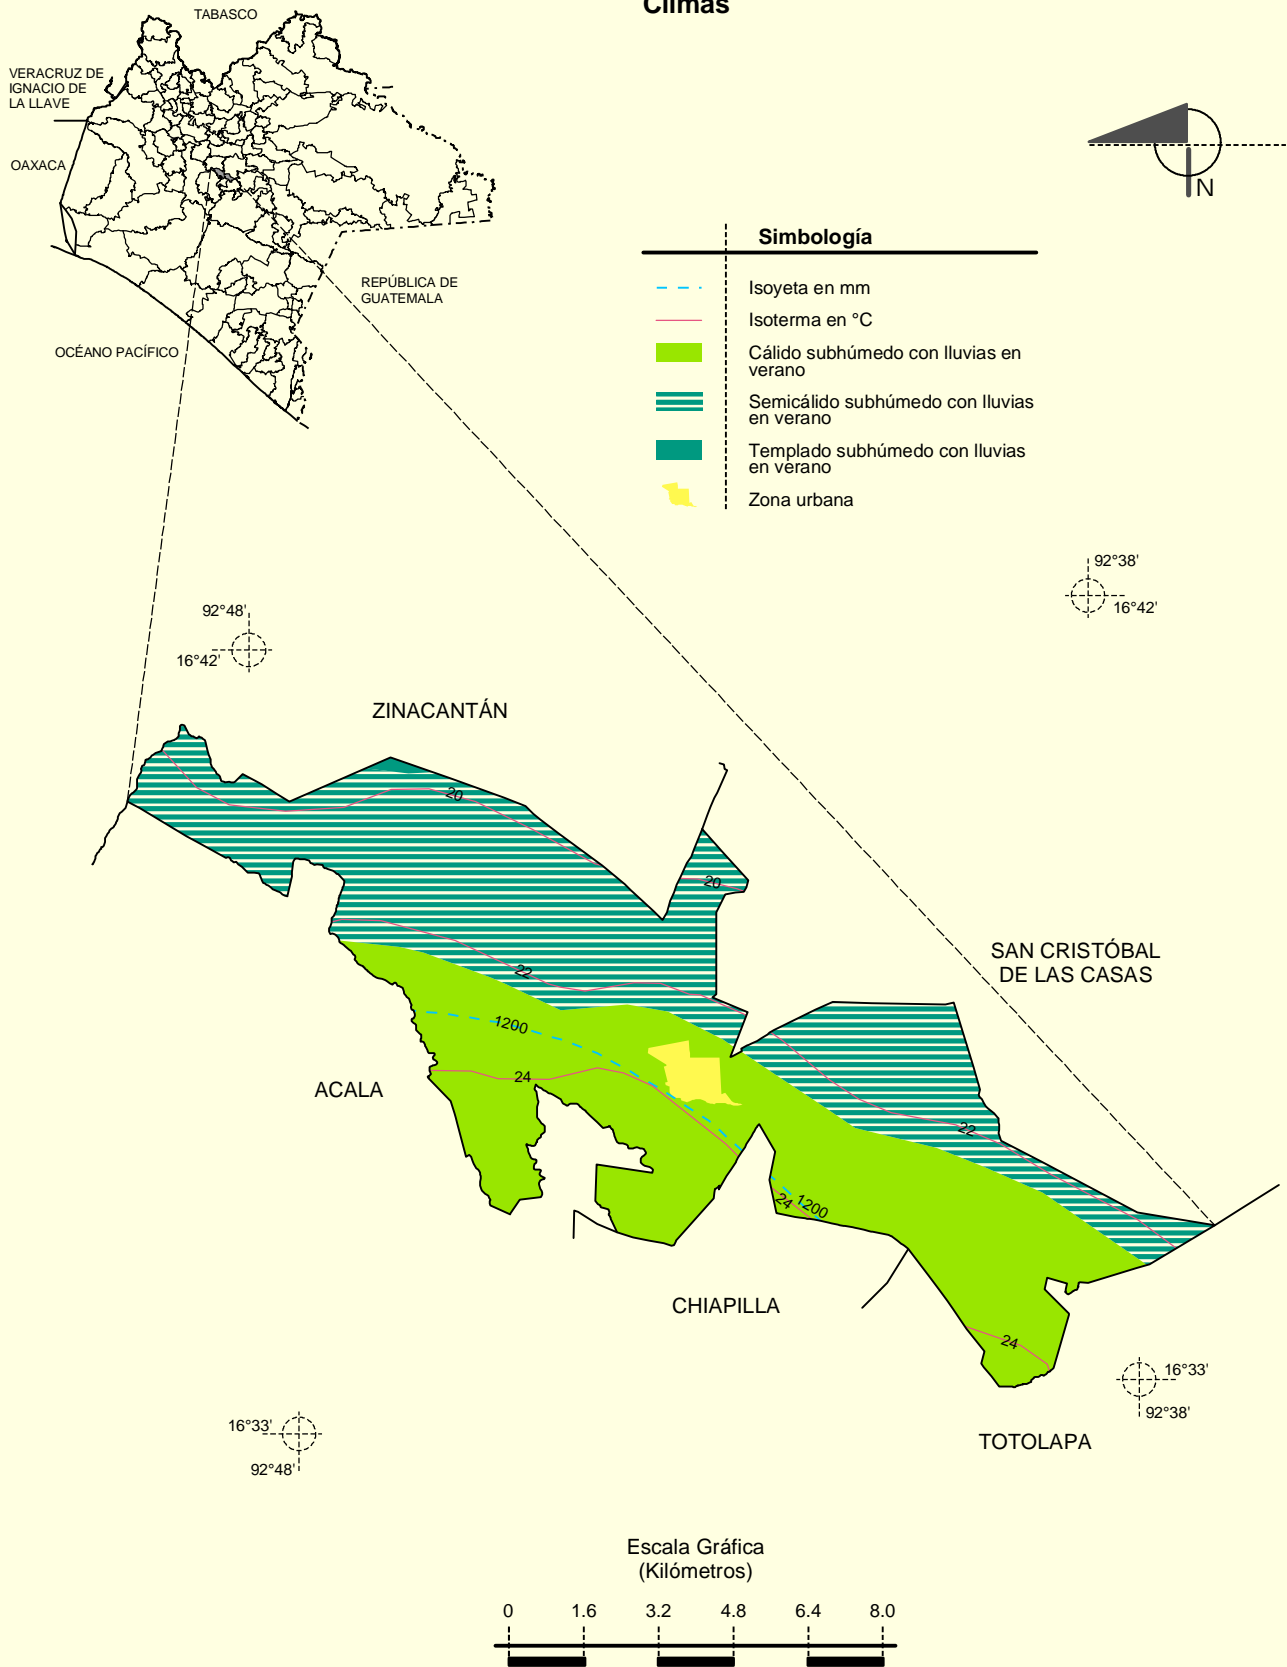 Climas
TABASCO
VERACRUZ DE
IGNACIO DE
LA LLAVE
OAXACA
REPÚBLICA DE
GUATEMALA
OCÉANO PACÍFICO
N
Simbología
Isoyeta en mm
Isoterma en °C
Cálido subhúmedo con lluvias en
verano
Semicálido subhúmedo con lluvias
en verano
Templado subhúmedo con lluvias
en verano
Zona urbana
92°38'
16°42'
92°48'
16°42'
ZINACANTÁN
20
20
SAN CRISTÓBAL
DE LAS CASAS
22
1200
24
ACALA
22
24
1200
CHIAPILLA
24
16°33'
92°38'
16°33'
92°48'
TOTOLAPA
Escala Gráfica
(Kilómetros)
0 1.6 3.2 4.8 6.4 8.0